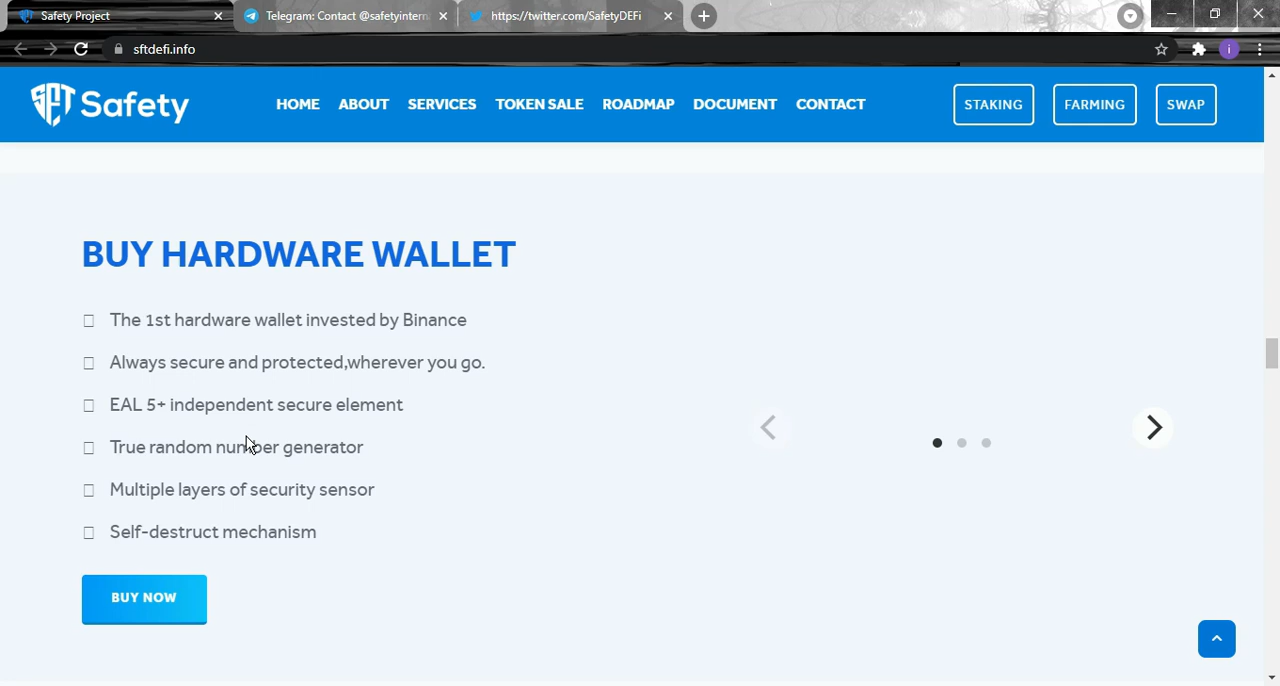 Safety Project
Telegram: Contact @safetyintern
https://twitter.com/SafetyDEFi
sftdefi.info
i
SFT Safety
HOME ABOUT SERVICES TOKEN SALE ROADMAP DOCUMENT CONTACT
STAKING FARMING SWAP
BUY HARDWARE WALLET
The 1st hardware wallet invested by Binance
Always secure and protected,wherever you go.
EAL 5+ independent secure element
True random number generator
Multiple layers of security sensor
Self-destruct mechanism
BUY NOW